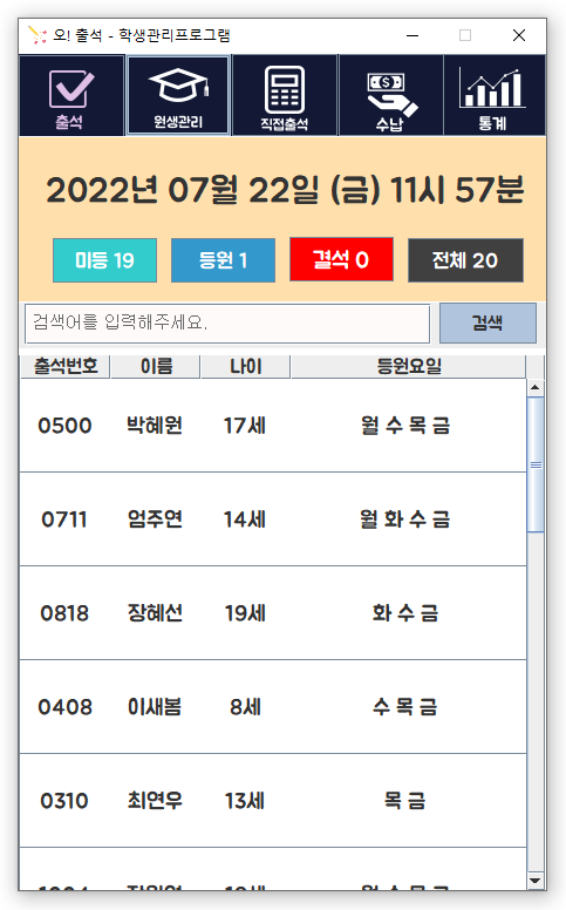 오! 출석 - 학생관리프로그램
출석 원생관리 직접출석 수납 통계
2022년 07월 22일 (금) 11시 57분
미등 19 등원 1 결석 0 전체 20
검색어를 입력해주세요. 검색
출석번호 이름 나이 등원요일
0500 박혜원 17세 월 수 목 금
0711 엄주연 14세 월 화 수 금
0818 장혜선 19세 화 수 금
0408 이새봄 8세 수 목 금
0310 최연우 13세 목 금